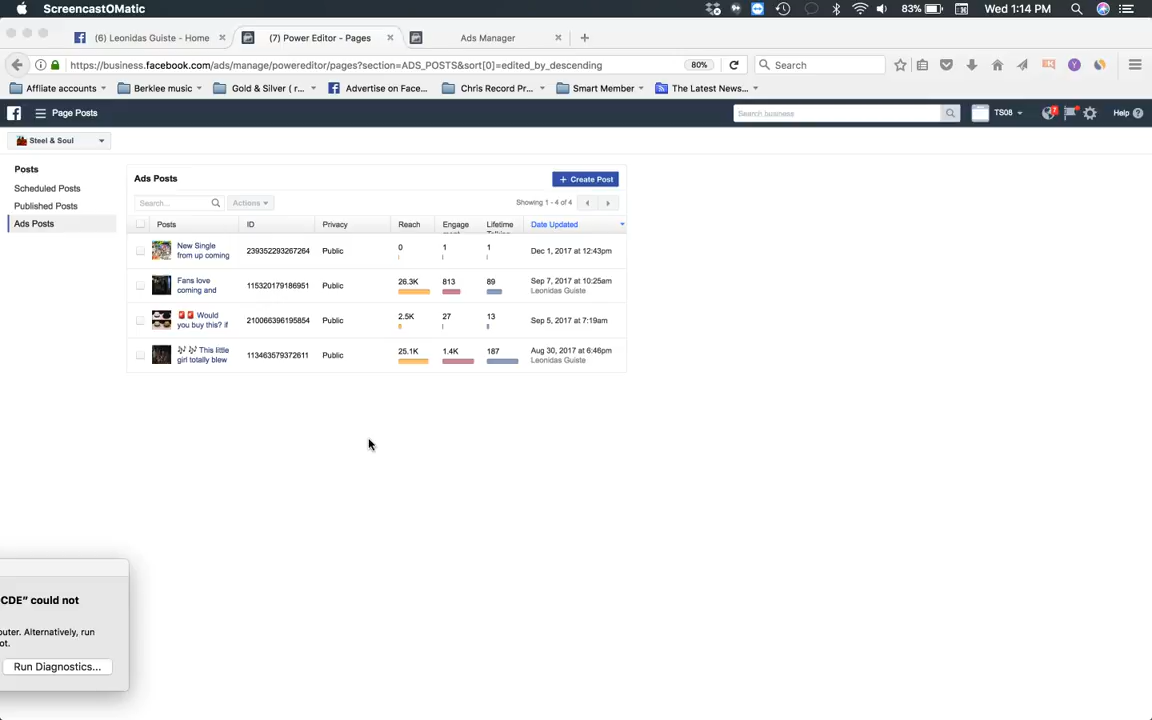 ScreencastOMatic
83%
Wed 1:14 PM
(6) Leonidas Guiste - Home
(7) Power Editor - Pages
Ads Manager
https://business.facebook.com/ads/manage/powereditor/pages?section=ADS_POSTS&sort[0]=edited_by_descending
80%
Search
Affliate accounts
Berklee music
Gold & Silver ( r...
Advertise on Face...
Chris Record Pr...
Smart Member
The Latest News...
Page Posts
Search business
TS08
7
Help
Steel & Soul
Posts
Scheduled Posts
Published Posts
Ads Posts
Ads Posts
+ Create Post
Search...
Actions
Showing 1 - 4 of 4
Posts
ID
Privacy
Reach
Engage
Lifetime
Date Updated
New Single
from up coming
239352293267264
Public
0
1
1
Dec 1, 2017 at 12:43pm
Fans love
coming and
115320179186951
Public
26.3K
813
89
Sep 7, 2017 at 10:25am
Leonidas Guiste
🚨🚨 Would
you buy this? if
210066396195854
Public
2.5K
27
13
Sep 5, 2017 at 7:19am
🎶🎶 This little
girl totally blew
113463579372611
Public
25.1K
1.4K
187
Aug 30, 2017 at 6:46pm
Leonidas Guiste
CDE" could not
outer. Alternatively, run
ot.
Run Diagnostics...